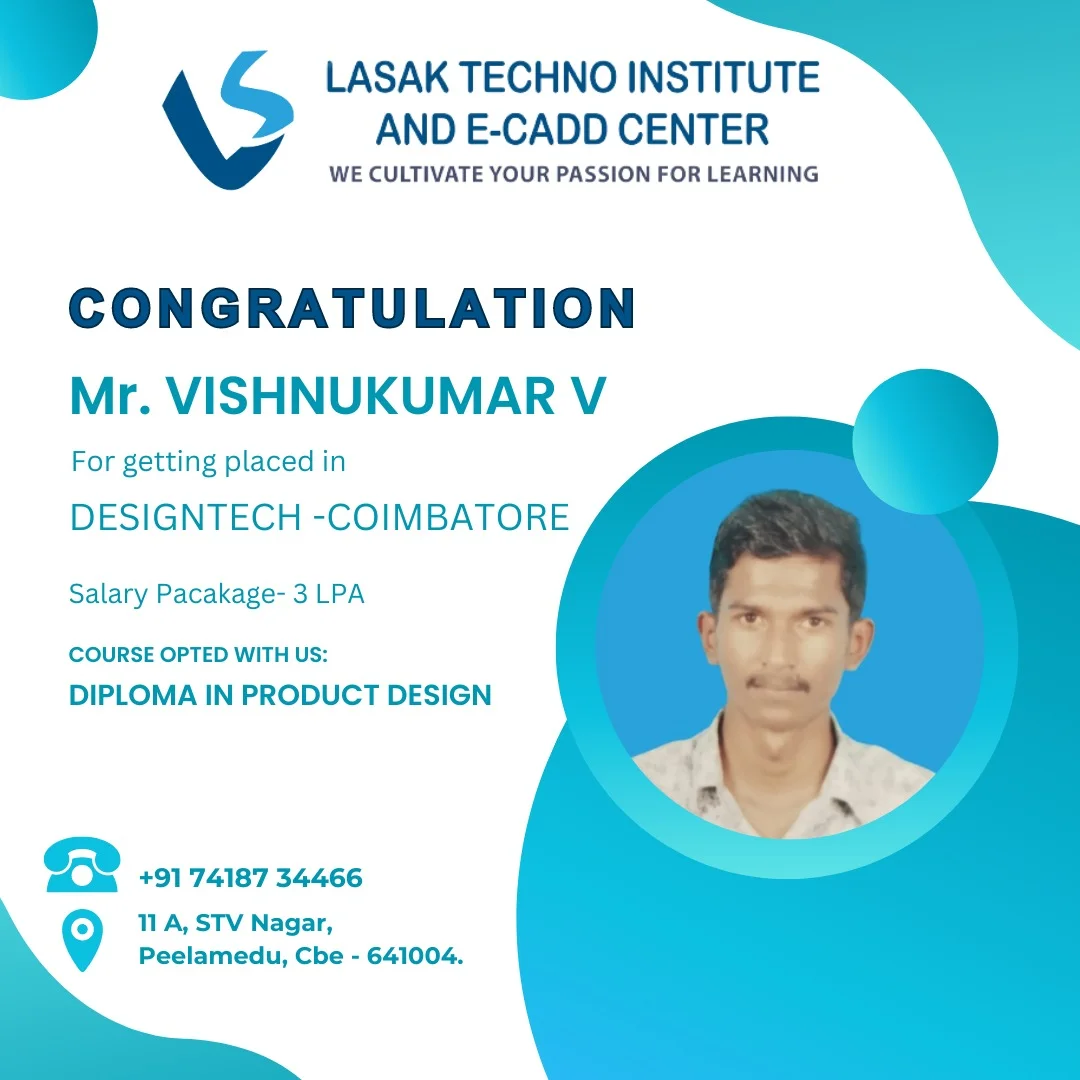 LASAK TECHNO INSTITUTE
AND E-CADD CENTER
WE CULTIVATE YOUR PASSION FOR LEARNING
CONGRATULATION
Mr. VISHNUKUMAR V
For getting placed in
DESIGNTECH -COIMBATORE
Salary Pacakage- 3 LPA
COURSE OPTED WITH US:
DIPLOMA IN PRODUCT DESIGN
+91 74187 34466
11 A, STV Nagar,
Peelamedu, Cbe - 641004.